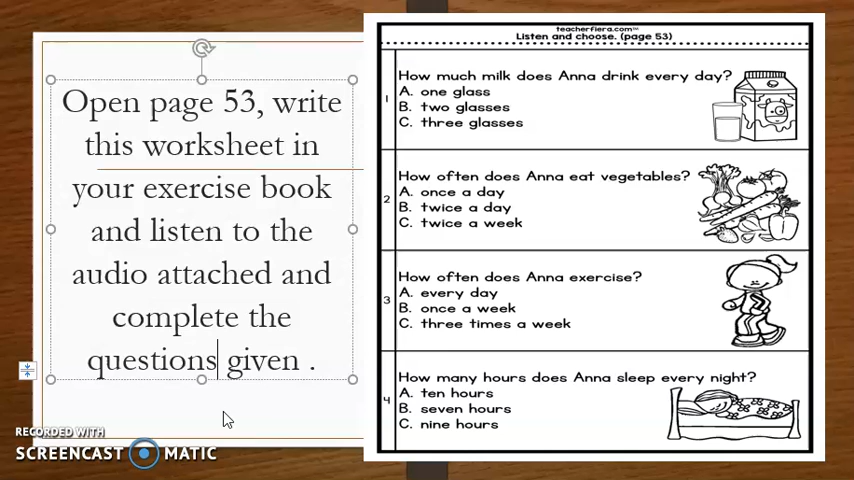 Open page 53, write
this worksheet in
your exercise book
and listen to the
audio attached and
complete the
questions given .
teacherfiera.com™
Listen and choose. (page 53)
1
How much milk does Anna drink every day?
A. one glass
B. two glasses
C. three glasses
2
How often does Anna eat vegetables?
A. once a day
B. twice a day
C. twice a week
3
How often does Anna exercise?
A. every day
B. once a week
C. three times a week
4
How many hours does Anna sleep every night?
A. ten hours
B. seven hours
C. nine hours
RECORDED WITH
SCREENCAST MATIC